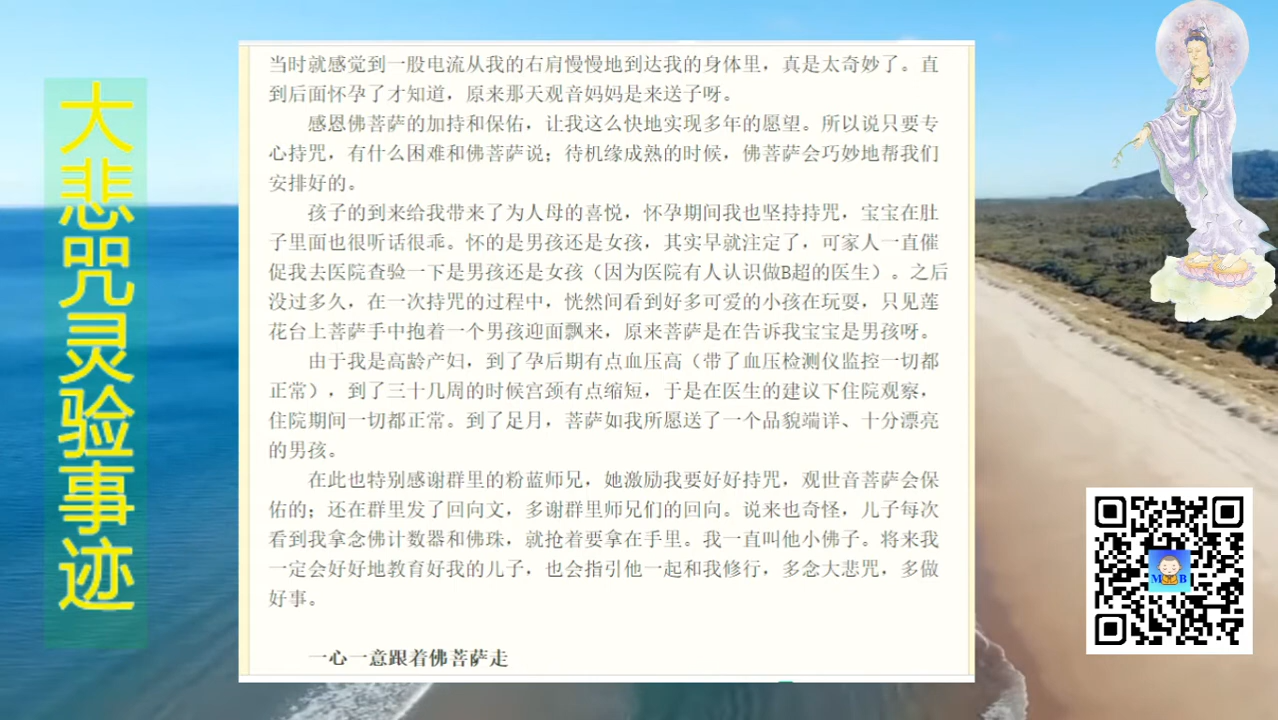 大悲咒灵验事迹
当时就感觉到一股电流从我的右肩慢慢地到达我的身体里，真是太奇妙了。直
到后面怀孕了才知道，原来那天观音妈妈是来送子呀。
感恩佛菩萨的加持和保佑，让我这么快地实现多年的愿望。所以说只要专
心持咒，有什么困难和佛菩萨说；待机缘成熟的时候，佛菩萨会巧妙地帮我们
安排好的。
孩子的到来给我带来了为人母的喜悦，怀孕期间我也坚持持咒，宝宝在肚
子里面也很听话很乖。怀的是男孩还是女孩，其实早就注定了，可家人一直催
促我去医院查验一下是男孩还是女孩（因为医院有人认识做B超的医生）。之后
没过多久，在一次持咒的过程中，恍然间看到好多可爱的小孩在玩耍，只见莲
花台上菩萨手中抱着一个男孩迎面飘来，原来菩萨是在告诉我宝宝是男孩呀。
由于我是高龄产妇，到了孕后期有点血压高（带了血压检测仪监控一切都
正常），到了三十几周的时候宫颈有点缩短，于是在医生的建议下住院观察，
住院期间一切都正常。到了足月，菩萨如我所愿送了一个品貌端详、十分漂亮
的男孩。
在此也特别感谢群里的粉蓝师兄，她激励我要好好持咒，观世音菩萨会保
佑的；还在群里发了回向文，多谢群里师兄们的回向。说来也奇怪，儿子每次
看到我拿念佛计数器和佛珠，就抢着要拿在手里。我一直叫他小佛子。将来我
一定会好好地教育好我的儿子，也会指引他一起和我修行，多念大悲咒，多做
好事。
一心一意跟着佛菩萨走
M B